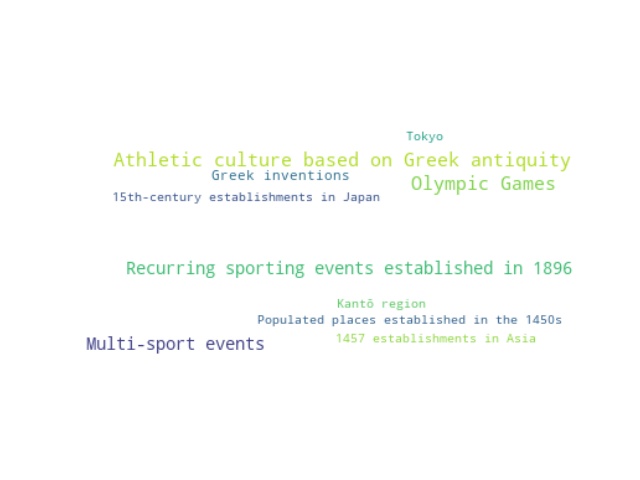 Tokyo
Athletic culture based on Greek antiquity
Greek inventions
Olympic Games
15th-century establishments in Japan
Recurring sporting events established in 1896
Kantō region
Populated places established in the 1450s
1457 establishments in Asia
Multi-sport events